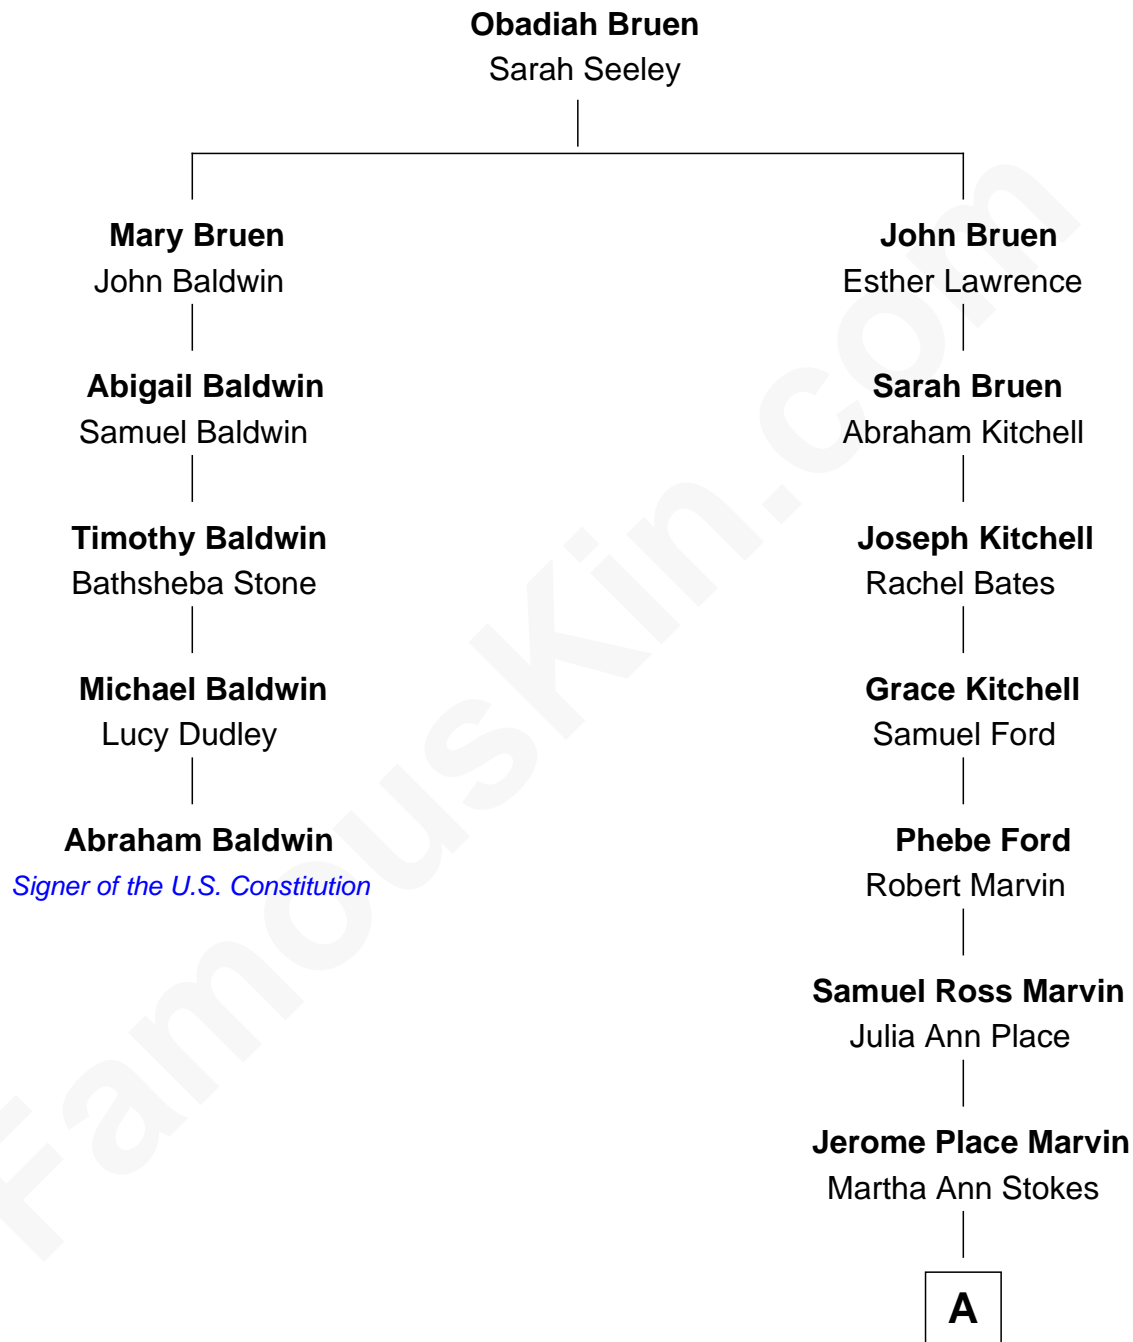 Obadiah Bruen
Sarah Seeley
Mary Bruen
John Baldwin
John Bruen
Esther Lawrence
Abigail Baldwin
Samuel Baldwin
Sarah Bruen
Abraham Kitchell
Timothy Baldwin
Bathsheba Stone
Joseph Kitchell
Rachel Bates
Michael Baldwin
Lucy Dudley
Grace Kitchell
Samuel Ford
Abraham Baldwin
Signer of the U.S. Constitution
Phebe Ford
Robert Marvin
Samuel Ross Marvin
Julia Ann Place
Jerome Place Marvin
Martha Ann Stokes
A
FamousKin.com